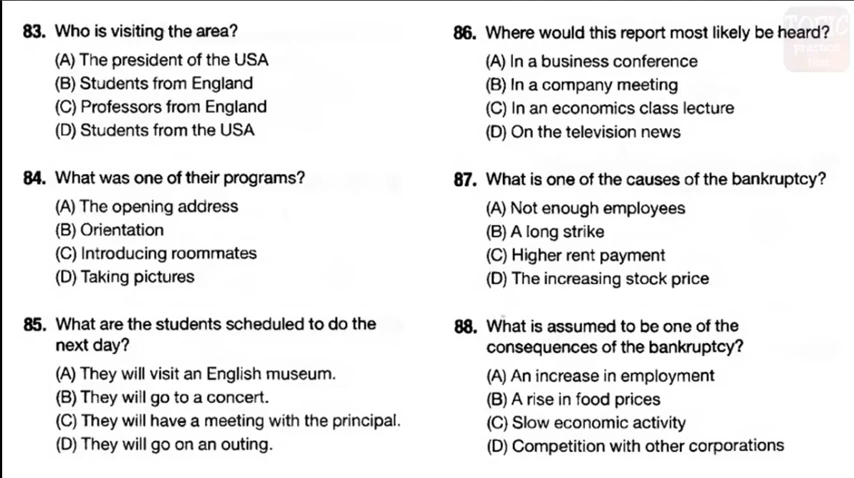 83. Who is visiting the area?
(A) The president of the USA
(B) Students from England
(C) Professors from England
(D) Students from the USA
84. What was one of their programs?
(A) The opening address
(B) Orientation
(C) Introducing roommates
(D) Taking pictures
85. What are the students scheduled to do the
next day?
(A) They will visit an English museum.
(B) They will go to a concert.
(C) They will have a meeting with the principal.
(D) They will go on an outing.
86. Where would this report most likely be heard?
(A) In a business conference
(B) In a company meeting
(C) In an economics class lecture
(D) On the television news
87. What is one of the causes of the bankruptcy?
(A) Not enough employees
(B) A long strike
(C) Higher rent payment
(D) The increasing stock price
88. What is assumed to be one of the
consequences of the bankruptcy?
(A) An increase in employment
(B) A rise in food prices
(C) Slow economic activity
(D) Competition with other corporations
TOEIC
practice